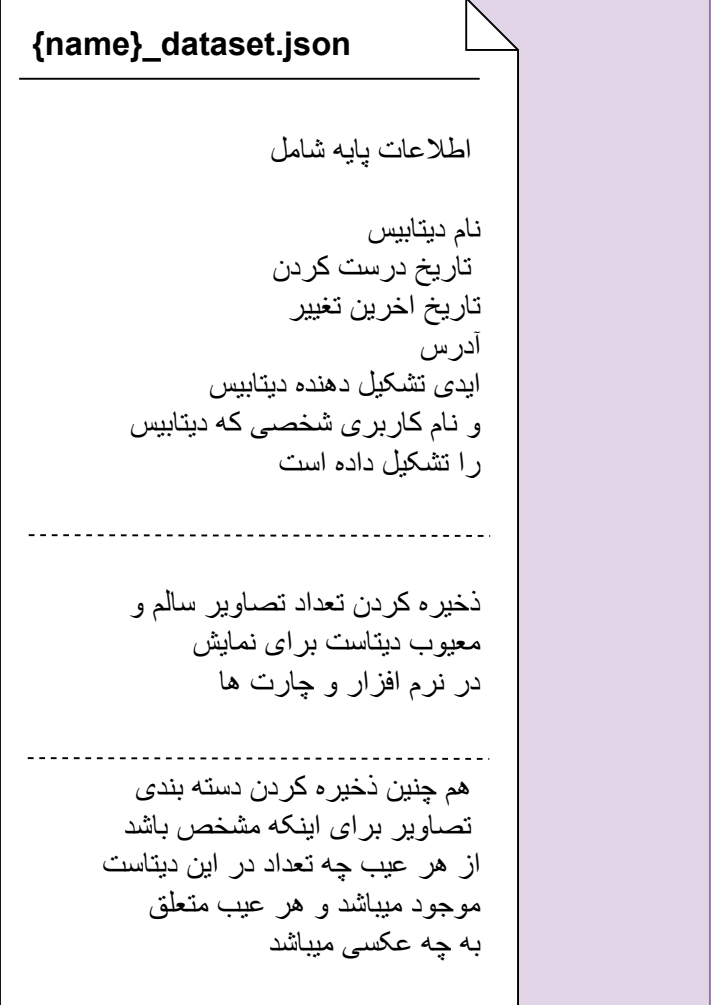 {name}_dataset.json
اطلاعات پایه شامل
نام دیتابیس
تاریخ درست کردن
تاریخ اخرین تغییر
آدرس
ایدی تشکیل دهنده دیتابیس
و نام کاربری شخصی که دیتابیس
را تشکیل داده است
ذخیره کردن تعداد تصاویر سالم و
معیوب دیتاست برای نمایش
در نرم افزار و چارت ها
هم چنین ذخیره کردن دسته بندی
تصاویر برای اینکه مشخص باشد
از هر عیب چه تعداد در این دیتاست
موجود میباشد و هر عیب متعلق
به چه عکسی میباشد